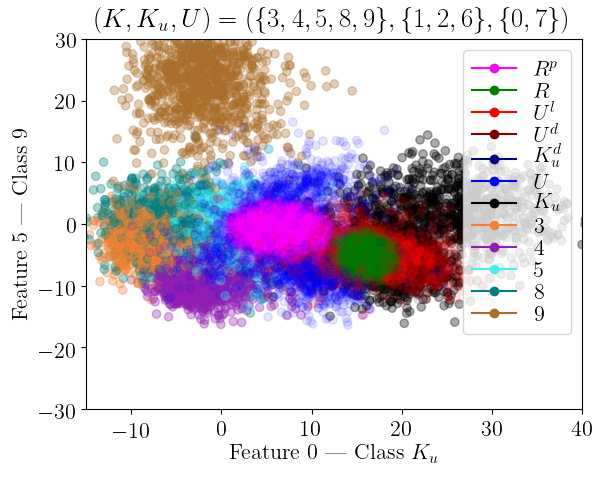 (K, K_u, U) = ({3, 4, 5, 8, 9}, {1, 2, 6}, {0, 7})
30
20
10
0
−10
−20
−30
Feature 5 — Class 9
−10 0 10 20 30 40
Feature 0 — Class K_u
R^p
R
U^l
U^d
K_u^d
U
K_u
3
4
5
8
9